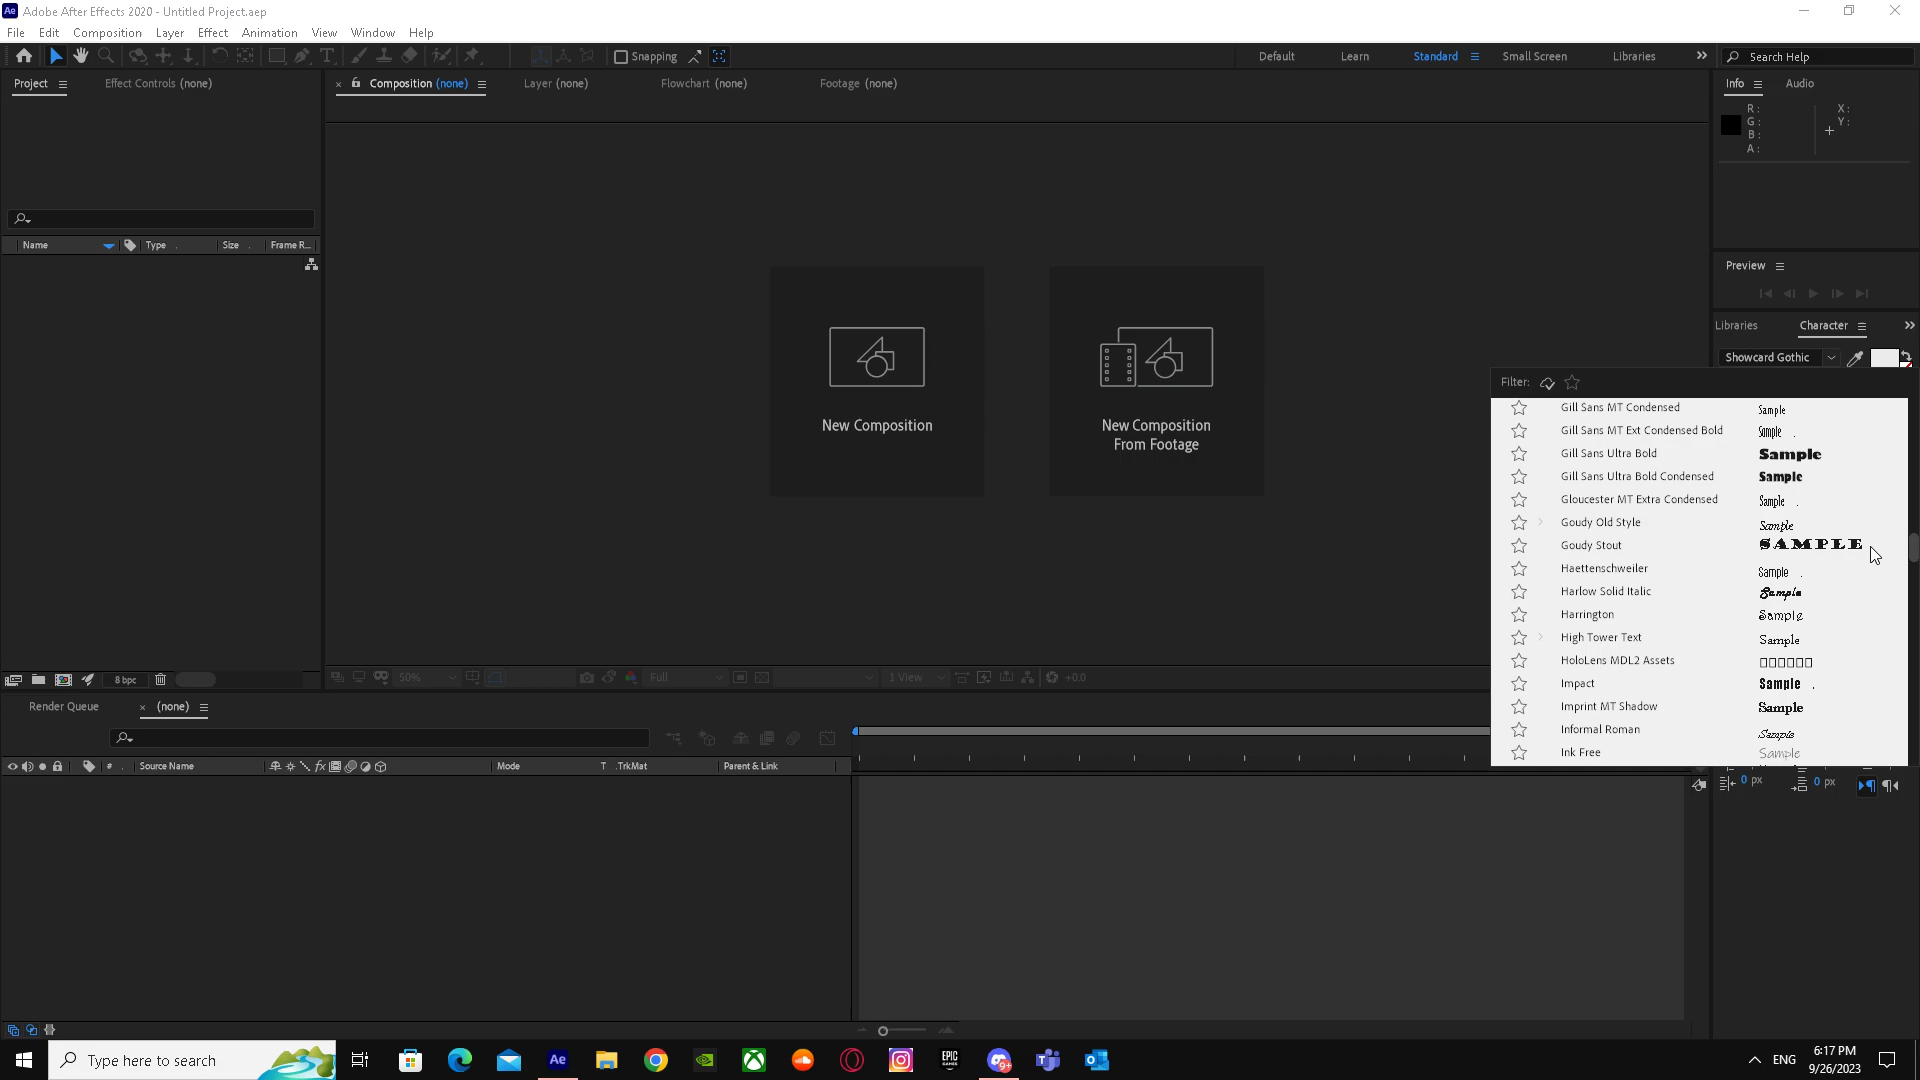 Adobe After Effects 2020 - Untitled Project.aep
File Edit Composition Layer Effect Animation View Window Help
Snapping Default Learn Standard Small Screen Libraries Search Help
Project Effect Controls (none) Composition (none) Layer (none) Flowchart (none) Footage (none) Info Audio
R : X :
G : Y :
B :
A :
Name Type Size Frame R...
Preview
Libraries Character
Showcard Gothic
Filter:
New Composition
New Composition
From Footage
Gill Sans MT Condensed Sample
Gill Sans MT Ext Condensed Bold Sample
Gill Sans Ultra Bold Sample
Gill Sans Ultra Bold Condensed Sample
Gloucester MT Extra Condensed Sample
Goudy Old Style Sample
Goudy Stout SAMPLE
Haettenschweiler Sample
Harlow Solid Italic Sample
Harrington Sample
High Tower Text Sample
HoloLens MDL2 Assets
Impact Sample
Imprint MT Shadow Sample
Informal Roman Sample
Ink Free Sample
8 bpc 50% Full 1 View +0.0
Render Queue (none)
# Source Name fx Mode T .TrkMat Parent & Link
0 px 0 px
Type here to search Ae EPIC GAMES 9+ ENG 6:17 PM
9/26/2023